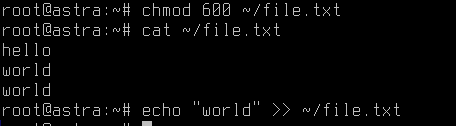 root@astra:~# chmod 600 ~/file.txt
root@astra:~# cat ~/file.txt
hello
world
world
root@astra:~# echo "world" >> ~/file.txt
root@astra:~#